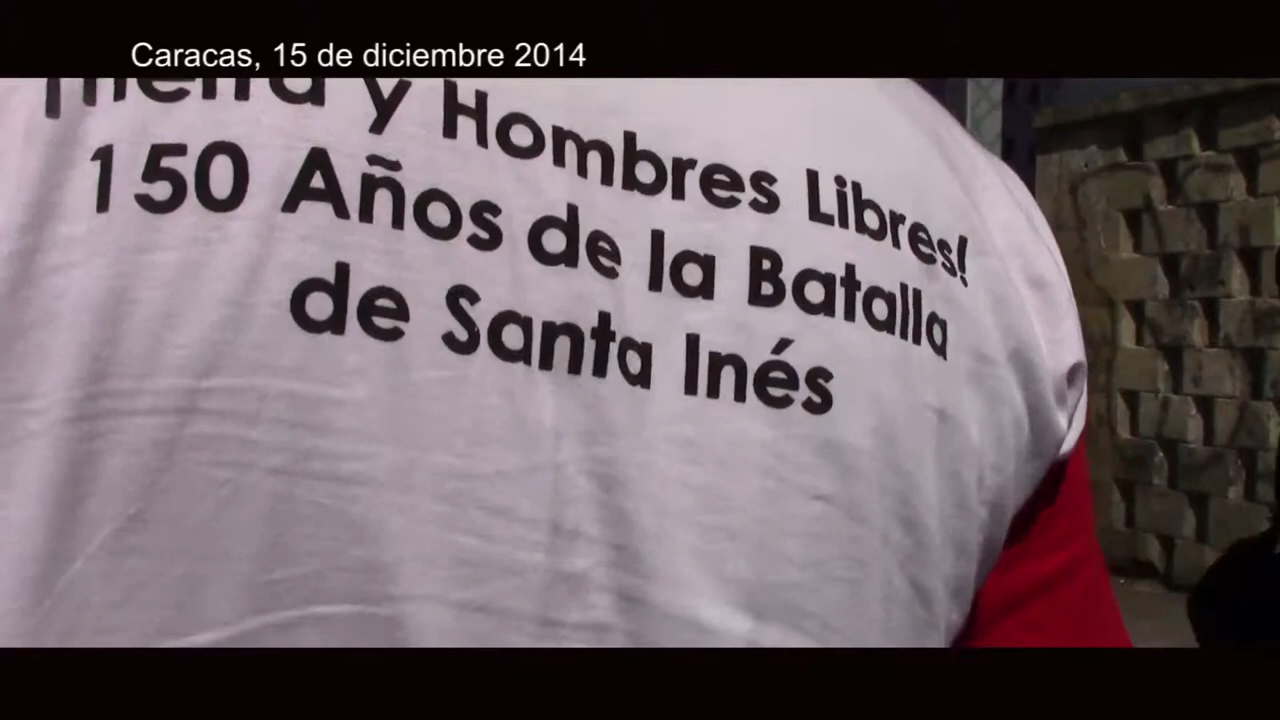 Caracas, 15 de diciembre 2014
y Hombres Libres!
150 Años de la Batalla
de Santa Inés